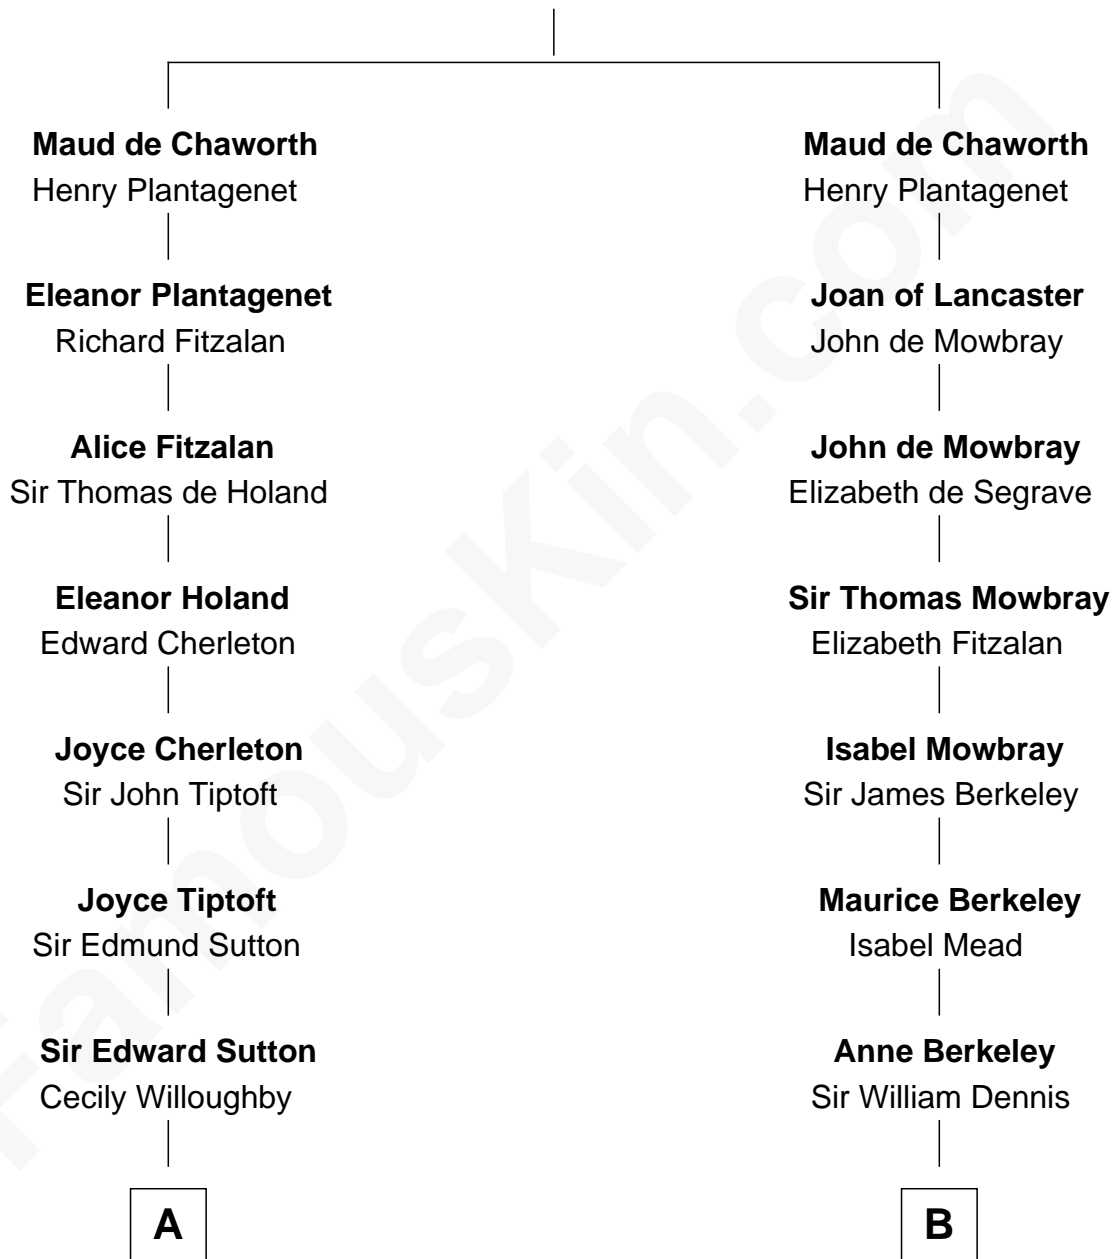 Maud de Chaworth
Henry Plantagenet
Eleanor Plantagenet
Richard Fitzalan
Alice Fitzalan
Sir Thomas de Holand
Eleanor Holand
Edward Cherleton
Joyce Cherleton
Sir John Tiptoft
Joyce Tiptoft
Sir Edmund Sutton
Sir Edward Sutton
Cecily Willoughby
A
Maud de Chaworth
Henry Plantagenet
Joan of Lancaster
John de Mowbray
John de Mowbray
Elizabeth de Segrave
Sir Thomas Mowbray
Elizabeth Fitzalan
Isabel Mowbray
Sir James Berkeley
Maurice Berkeley
Isabel Mead
Anne Berkeley
Sir William Dennis
B
FamousKin.com